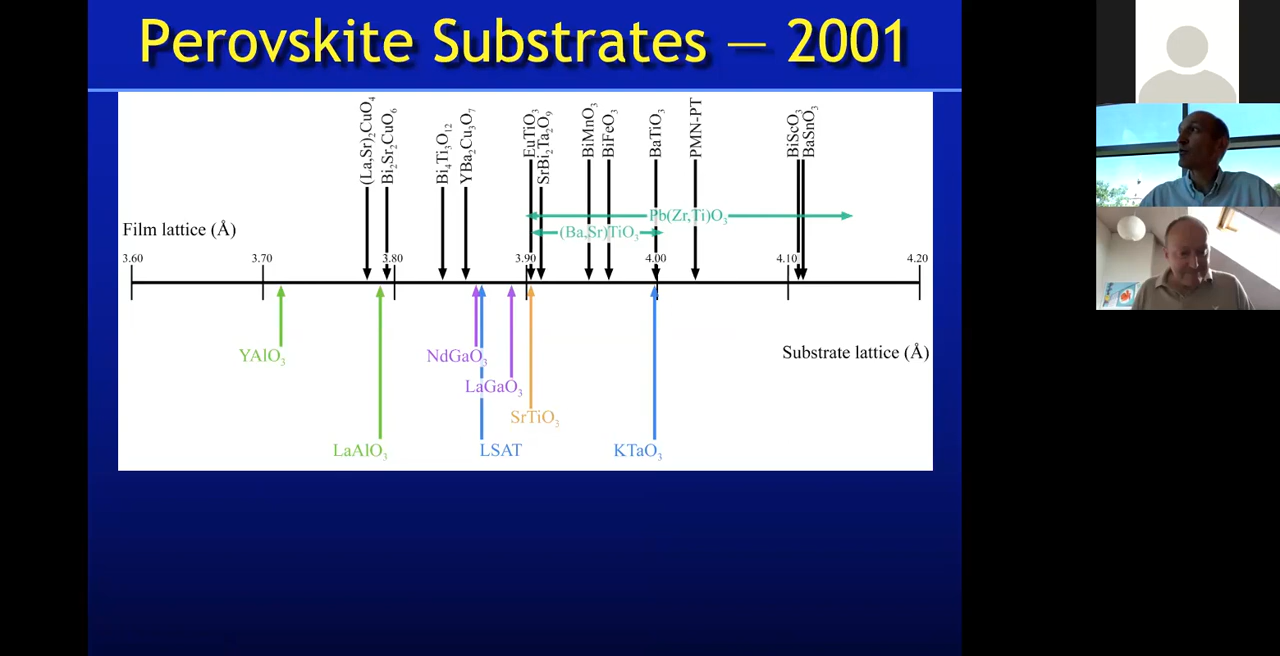 Perovskite Substrates — 2001
(La,Sr)₂CuO₄
Bi₂Sr₂CuO₆
Bi₄Ti₃O₁₂
YBa₂Cu₃O₇
EuTiO₃
SrBi₂Ta₂O₉
BiMnO₃
BiFeO₃
BaTiO₃
PMN-PT
BiScO₃
BaSnO₃
Pb(Zr,Ti)O₃
(Ba,Sr)TiO₃
Film lattice (Å)
3.60 3.70 3.80 3.90 4.00 4.10 4.20
Substrate lattice (Å)
YAlO₃
NdGaO₃
LaGaO₃
SrTiO₃
LaAlO₃
LSAT
KTaO₃